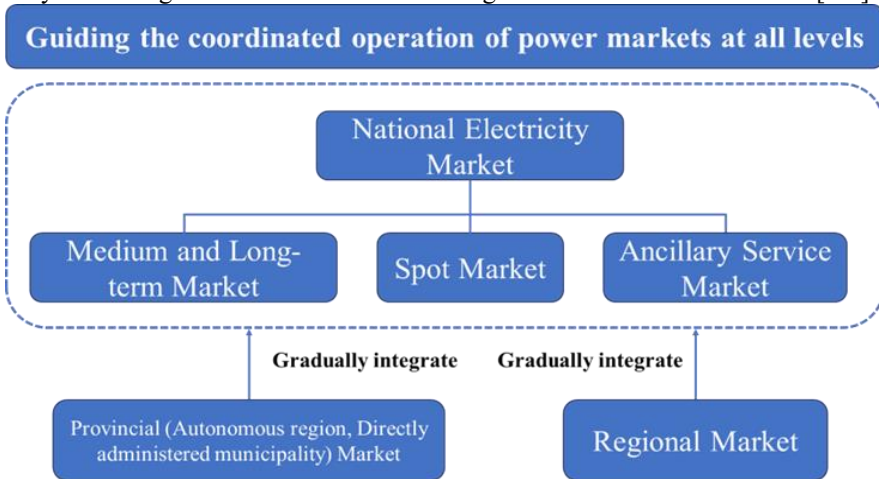 Guiding the coordinated operation of power markets at all levels
National Electricity
Market
Medium and Long-
term Market
Spot Market
Ancillary Service
Market
Gradually integrate
Gradually integrate
Provincial (Autonomous region, Directly
administered municipality) Market
Regional Market